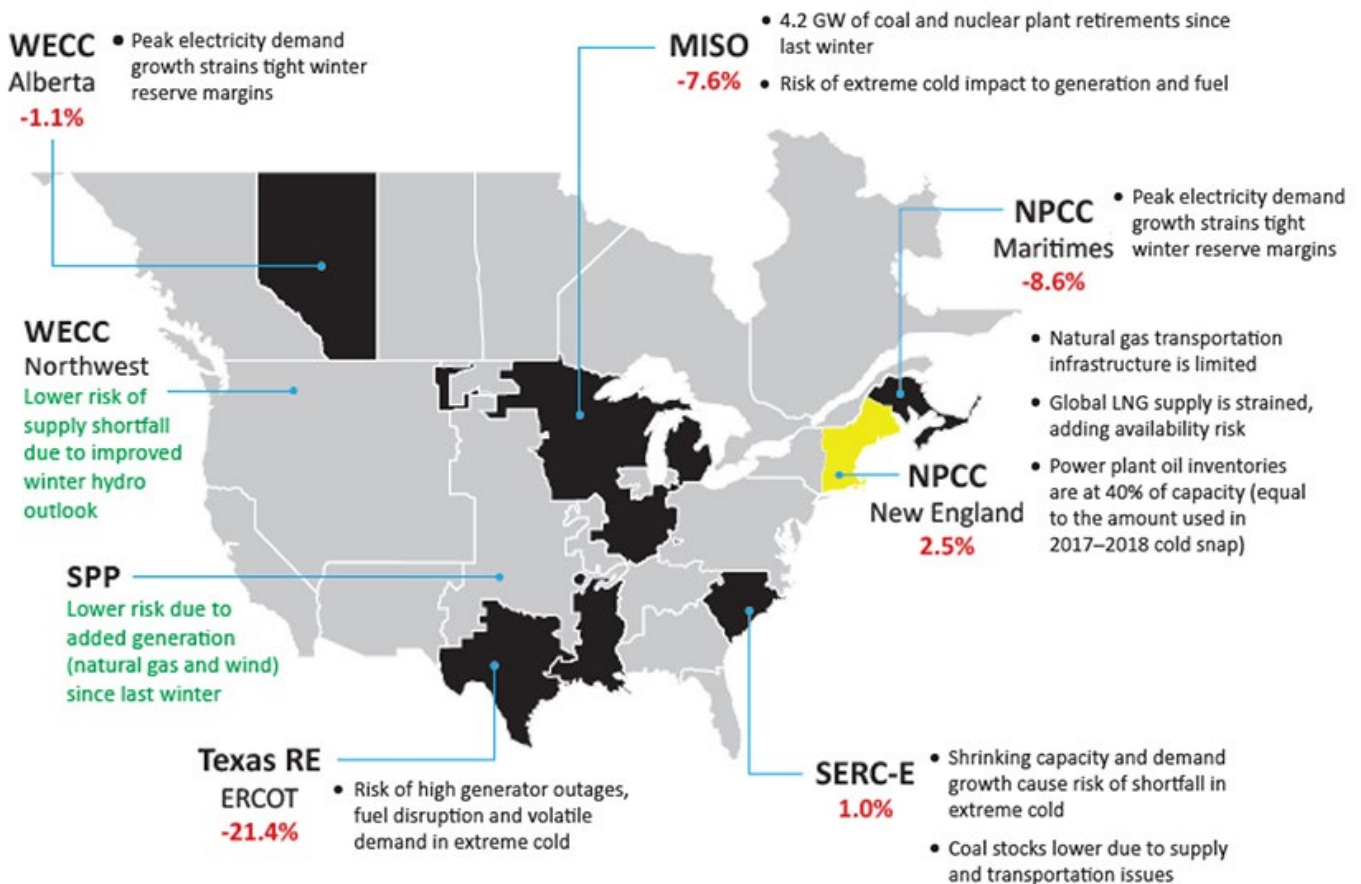 WECC
Alberta
-1.1%
• Peak electricity demand
growth strains tight winter
reserve margins
MISO
-7.6%
• 4.2 GW of coal and nuclear plant retirements since
last winter
• Risk of extreme cold impact to generation and fuel
NPCC
Maritimes
-8.6%
• Peak electricity demand
growth strains tight
winter reserve margins
WECC
Northwest
Lower risk of
supply shortfall
due to improved
winter hydro
outlook
NPCC
New England
2.5%
• Natural gas transportation
infrastructure is limited
• Global LNG supply is strained,
adding availability risk
• Power plant oil inventories
are at 40% of capacity (equal
to the amount used in
2017–2018 cold snap)
SPP
Lower risk due to
added generation
(natural gas and wind)
since last winter
Texas RE
ERCOT
-21.4%
• Risk of high generator outages,
fuel disruption and volatile
demand in extreme cold
SERC-E
1.0%
• Shrinking capacity and demand
growth cause risk of shortfall in
extreme cold
• Coal stocks lower due to supply
and transportation issues